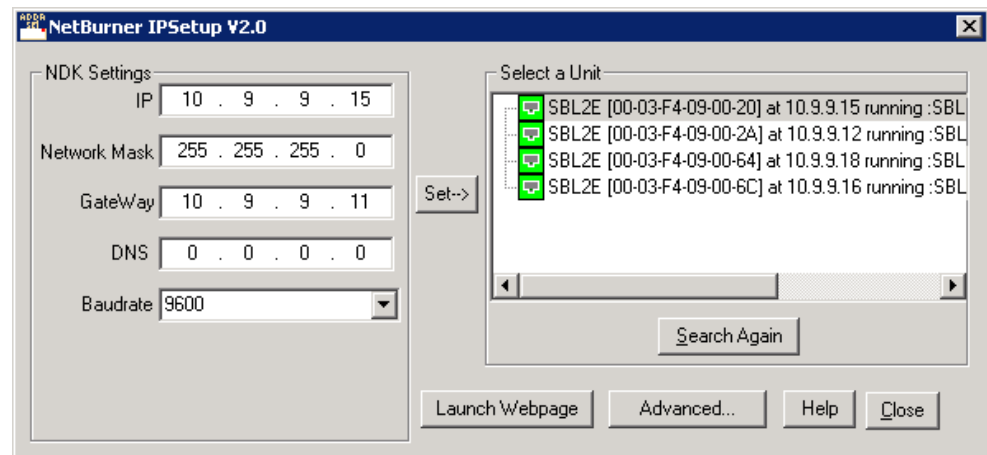 NetBurner IPSetup V2.0
NDK Settings
IP 10 . 9 . 9 . 15
Network Mask 255 . 255 . 255 . 0
GateWay 10 . 9 . 9 . 11
DNS 0 . 0 . 0 . 0
Baudrate 9600
Set-->
Select a Unit
SBL2E [00-03-F4-09-00-20] at 10.9.9.15 running :SBL
SBL2E [00-03-F4-09-00-2A] at 10.9.9.12 running :SBL
SBL2E [00-03-F4-09-00-64] at 10.9.9.18 running :SBL
SBL2E [00-03-F4-09-00-6C] at 10.9.9.16 running :SBL
Search Again
Launch Webpage Advanced... Help Close